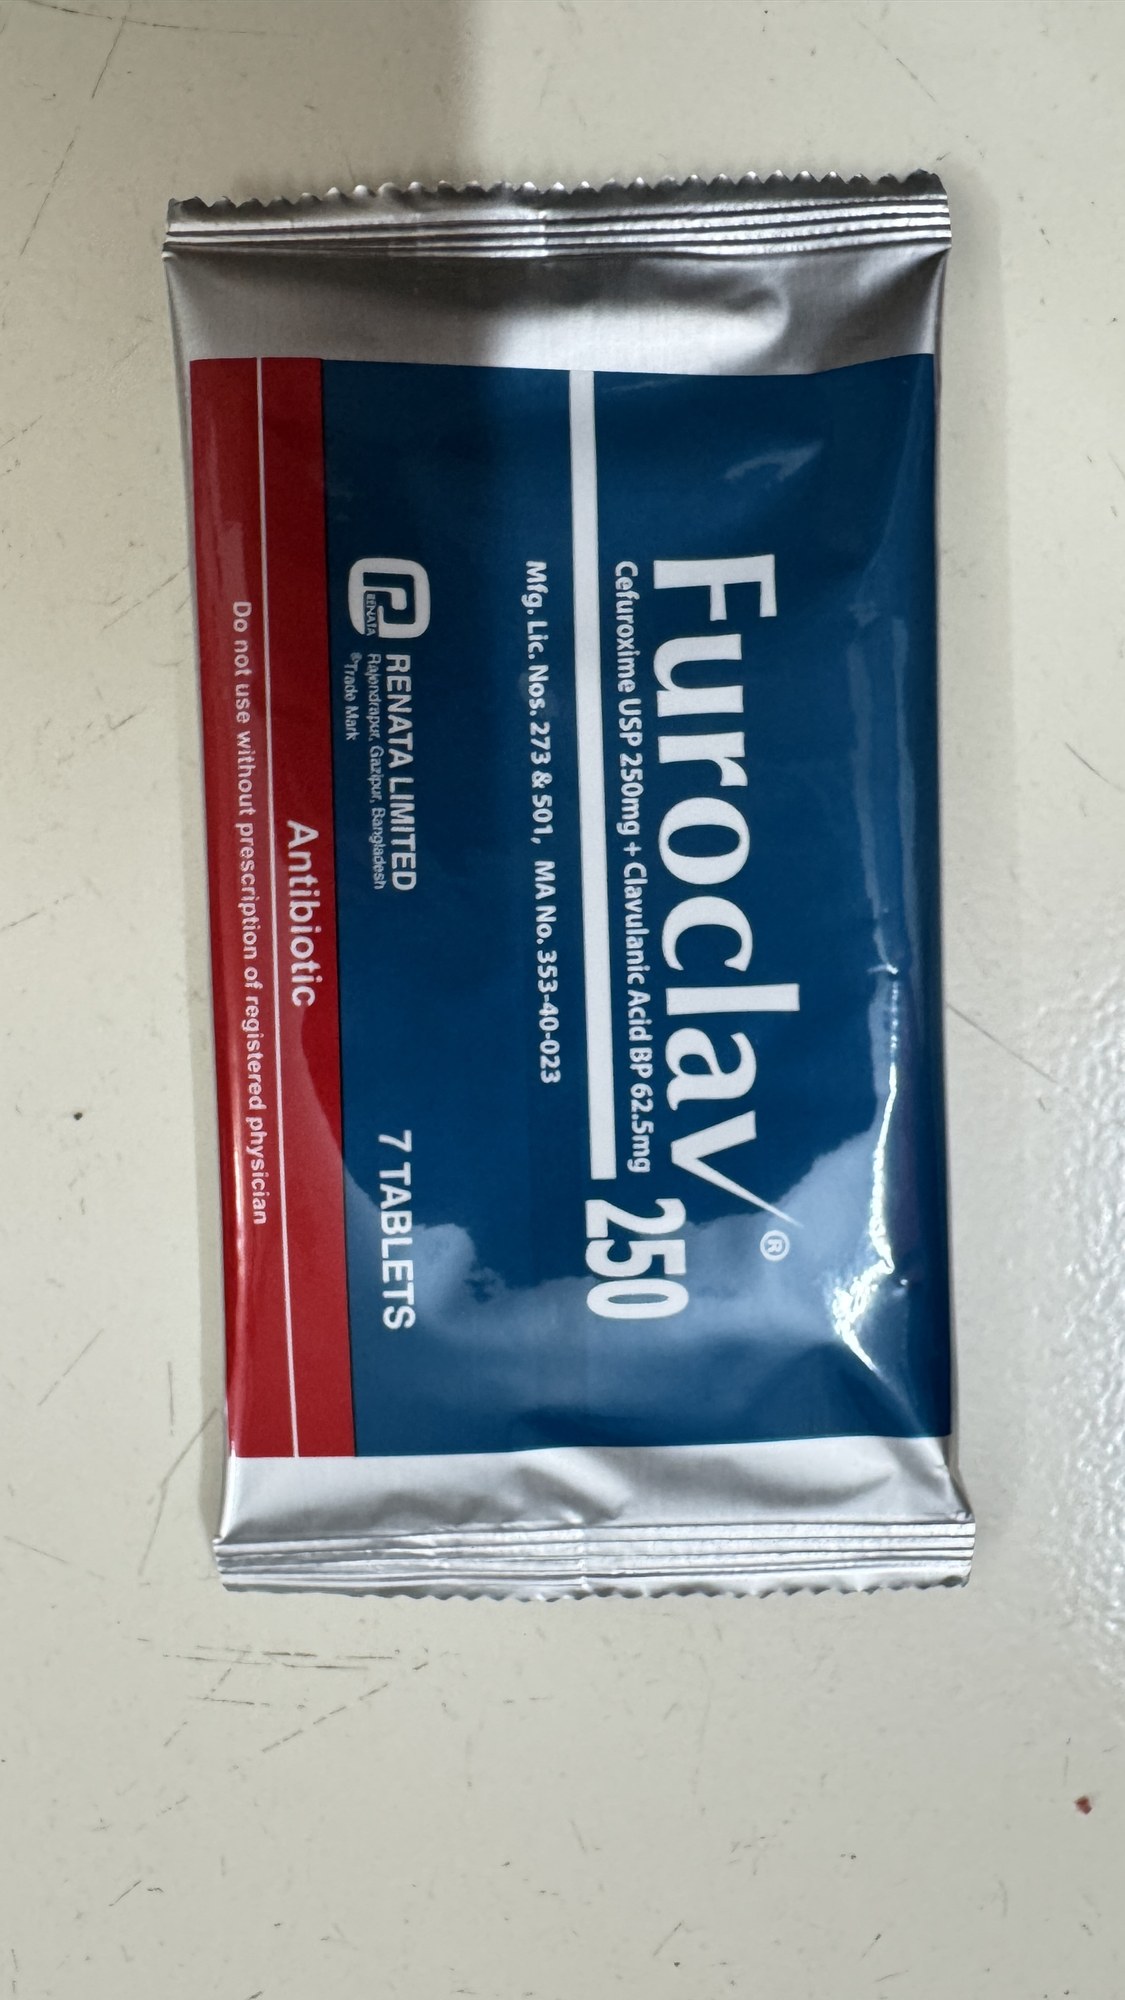 Furoclav®
Cefuroxime USP 250mg + Clavulanic Acid BP 62.5mg
250
Mfg. Lic. Nos. 273 & 501, MA No. 353-40-023
RENATA
RENATA LIMITED
Rajendrapur, Gazipur, Bangladesh
®Trade Mark
7 TABLETS
Antibiotic
Do not use without prescription of registered physician